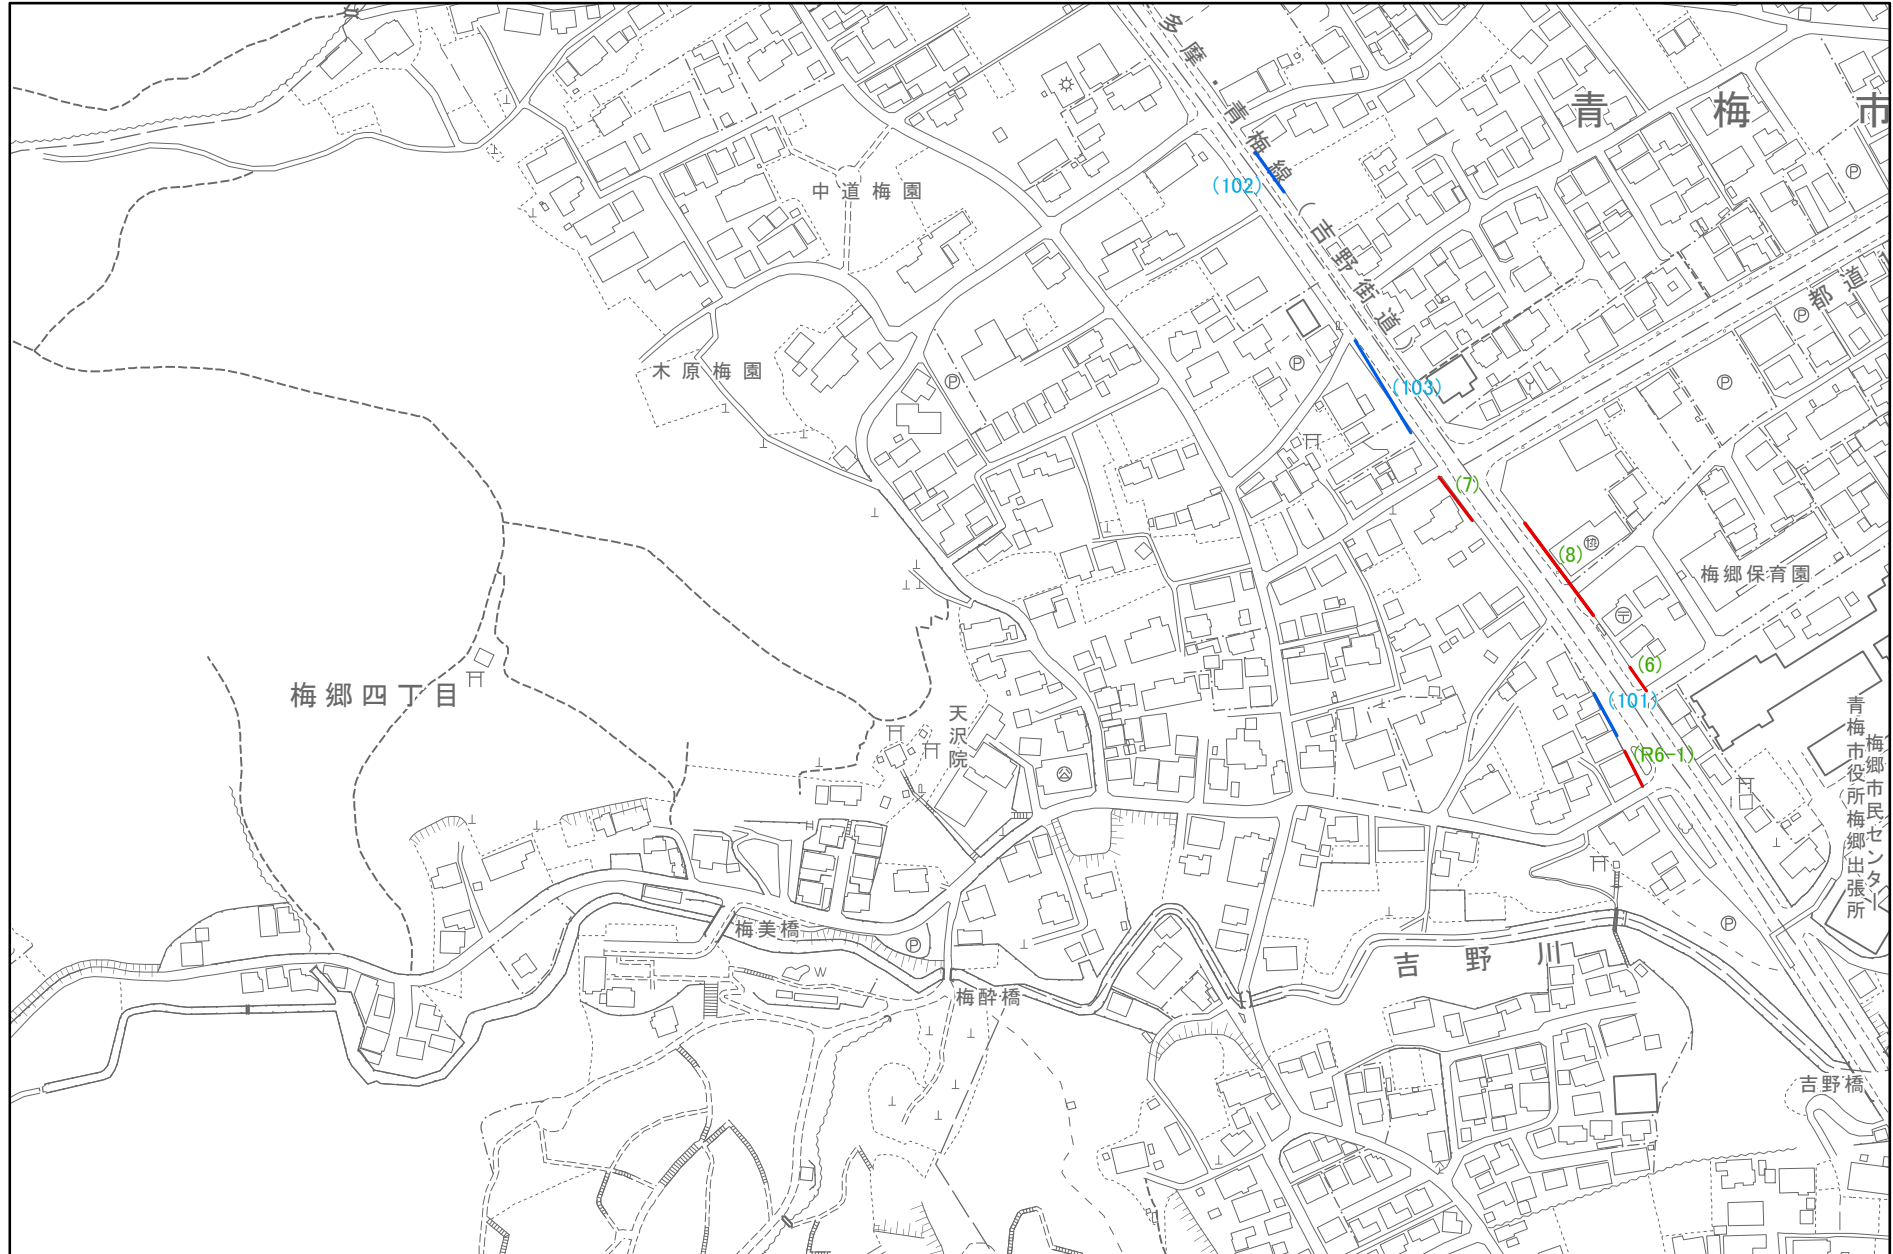 多摩・青梅線(吉野街道)
青梅市
(102)
中道梅園
都道
木原梅園
(103)
(7)
(8)
協
梅郷保育園
(6)
梅郷四丁目
天沢院
(101)
(R6-1)
青梅市役所梅郷出張所
梅郷市民センター
公
梅美橋
吉野川
梅酔橋
吉野橋
P
P
P
P
P
P
P
W